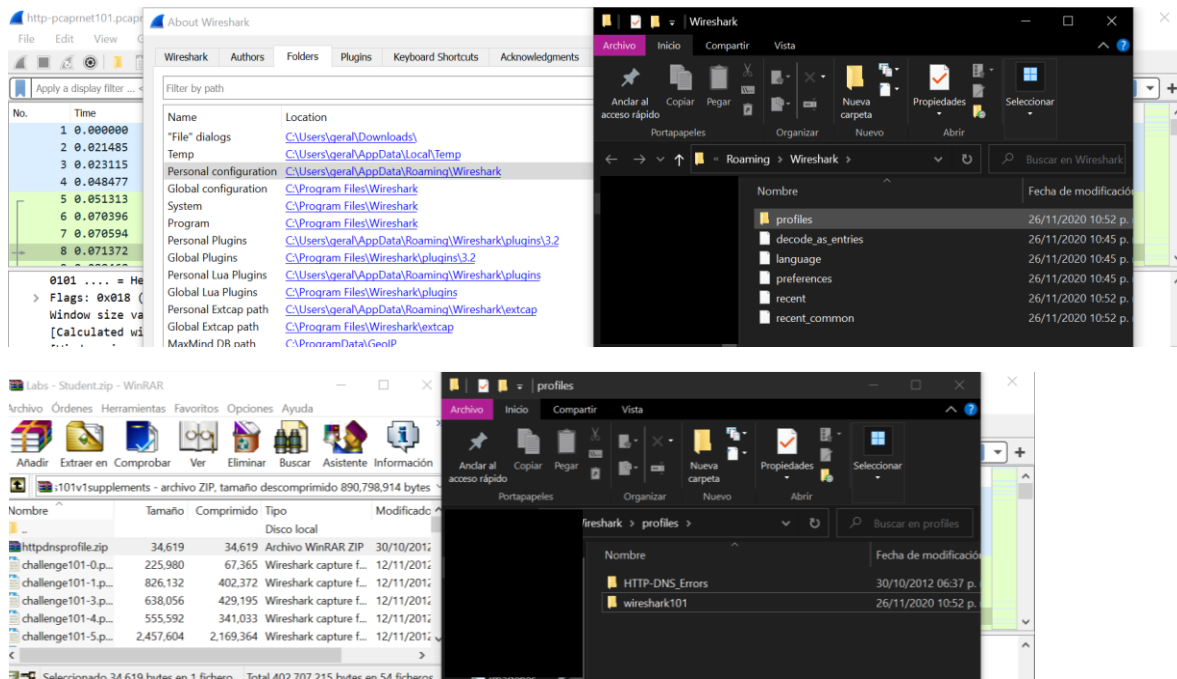 http-pcaprnet101.pcapr
File Edit View G
Apply a display filter ... <
No. Time
1 0.000000
2 0.021485
3 0.023115
4 0.048477
5 0.051313
6 0.070396
7 0.070594
8 0.071372
0101 .... = He
> Flags: 0x018 (
Window size va
[Calculated wi
About Wireshark
Wireshark Authors Folders Plugins Keyboard Shortcuts Acknowledgments
Filter by path
Name Location
"File" dialogs C:\Users\geral\Downloads\
Temp C:\Users\geral\AppData\Local\Temp
Personal configuration C:\Users\geral\AppData\Roaming\Wireshark
Global configuration C:\Program Files\Wireshark
System C:\Program Files\Wireshark
Program C:\Program Files\Wireshark
Personal Plugins C:\Users\geral\AppData\Roaming\Wireshark\plugins\3.2
Global Plugins C:\Program Files\Wireshark\plugins\3.2
Personal Lua Plugins C:\Users\geral\AppData\Roaming\Wireshark\plugins
Global Lua Plugins C:\Program Files\Wireshark\plugins
Personal Extcap path C:\Users\geral\AppData\Roaming\Wireshark\extcap
Global Extcap path C:\Program Files\Wireshark\extcap
MaxMind DB path C:\ProgramData\GeoIP
Wireshark
Archivo Inicio Compartir Vista
Anclar al acceso rápido Copiar Pegar Nueva carpeta Propiedades Seleccionar
Portapapeles Organizar Nuevo Abrir
« Roaming > Wireshark > Buscar en Wireshark
Nombre Fecha de modificación
profiles 26/11/2020 10:52 p.
decode_as_entries 26/11/2020 10:45 p.
language 26/11/2020 10:45 p.
preferences 26/11/2020 10:45 p.
recent 26/11/2020 10:52 p.
recent_common 26/11/2020 10:52 p.
Labs - Student.zip - WinRAR
Archivo Órdenes Herramientas Favoritos Opciones Ayuda
Añadir Extraer en Comprobar Ver Eliminar Buscar Asistente Información
:101v1supplements - archivo ZIP, tamaño descomprimido 890,798,914 bytes
Nombre Tamaño Comprimido Tipo Modificado
.. Disco local
httpdnsprofile.zip 34,619 34,619 Archivo WinRAR ZIP 30/10/2012
challenge101-0.p... 225,980 67,365 Wireshark capture f... 12/11/2012
challenge101-1.p... 826,132 402,372 Wireshark capture f... 12/11/2012
challenge101-3.p... 638,056 429,195 Wireshark capture f... 12/11/2012
challenge101-4.p... 555,592 341,033 Wireshark capture f... 12/11/2012
challenge101-5.p... 2,457,604 2,169,364 Wireshark capture f... 12/11/2012
Seleccionado 34,619 bytes en 1 fichero Total 402,707,215 bytes en 54 ficheros
profiles
Archivo Inicio Compartir Vista
Anclar al acceso rápido Copiar Pegar Nueva carpeta Propiedades Seleccionar
Portapapeles Organizar Nuevo Abrir
ireshark > profiles > Buscar en profiles
Nombre Fecha de modificación
HTTP-DNS_Errors 30/10/2012 06:37 p.
wireshark101 26/11/2020 10:52 p.